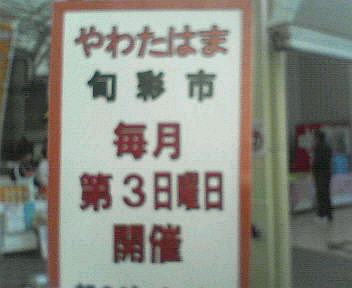 やわたはま
旬彩市
毎月
第3日曜日
開催